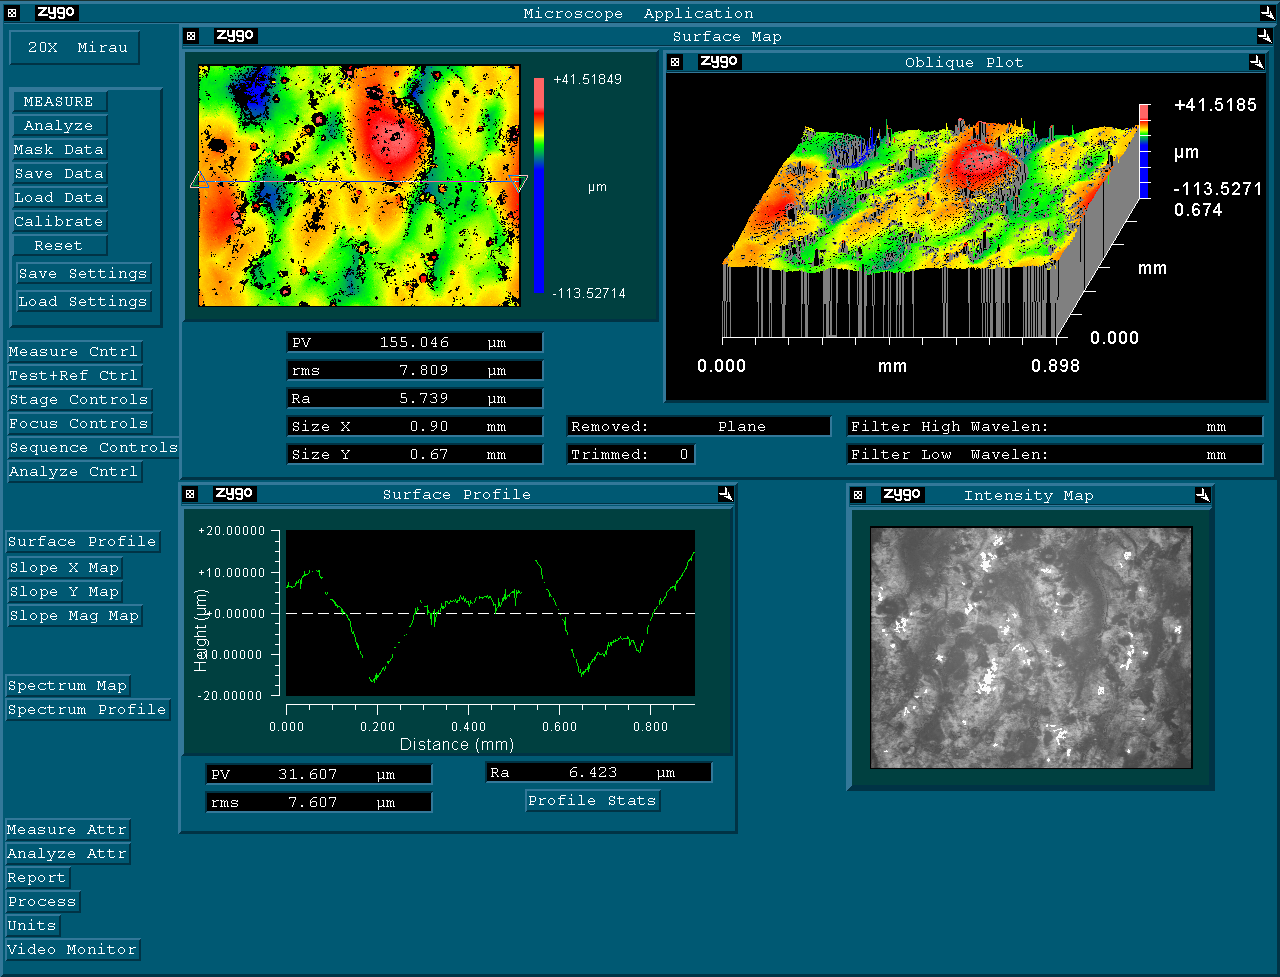 zygo Microscope Application
20X Mirau
MEASURE
Analyze
Mask Data
Save Data
Load Data
Calibrate
Reset
Save Settings
Load Settings
Measure Cntrl
Test+Ref Ctrl
Stage Controls
Focus Controls
Sequence Controls
Analyze Cntrl
Surface Profile
Slope X Map
Slope Y Map
Slope Mag Map
Spectrum Map
Spectrum Profile
Measure Attr
Analyze Attr
Report
Process
Units
Video Monitor
zygo Surface Map
+41.51849
µm
-113.52714
zygo Oblique Plot
+41.5185
µm
-113.5271
0.674
mm
0.000
0.000 mm 0.898
PV 155.046 µm
rms 7.809 µm
Ra 5.739 µm
Size X 0.90 mm
Size Y 0.67 mm
Removed: Plane
Trimmed: 0
Filter High Wavelen: mm
Filter Low Wavelen: mm
zygo Surface Profile
+20.00000
+10.00000
+0.00000
-10.00000
-20.00000
Height (µm)
0.000 0.200 0.400 0.600 0.800
Distance (mm)
PV 31.607 µm
rms 7.607 µm
Ra 6.423 µm
Profile Stats
zygo Intensity Map